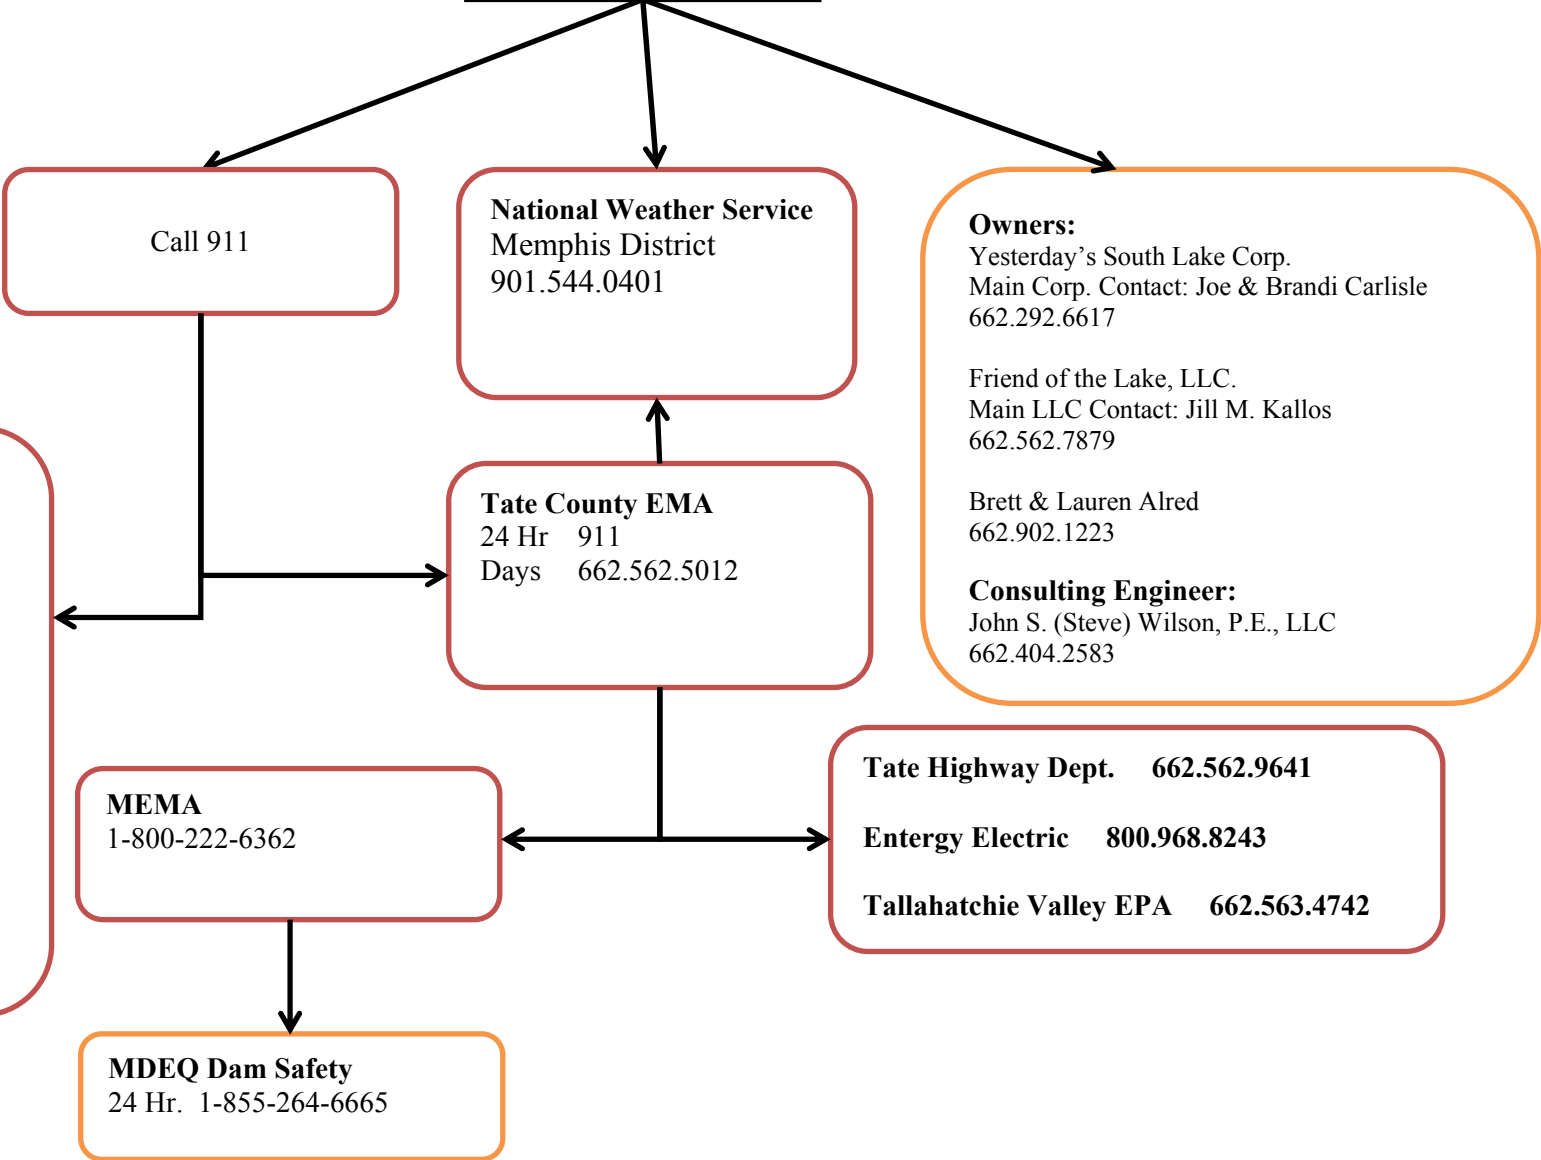 Call 911
National Weather Service
Memphis District
901.544.0401
Owners:
Yesterday’s South Lake Corp.
Main Corp. Contact: Joe & Brandi Carlisle
662.292.6617
Friend of the Lake, LLC.
Main LLC Contact: Jill M. Kallos
662.562.7879
Brett & Lauren Alred
662.902.1223
Consulting Engineer:
John S. (Steve) Wilson, P.E., LLC
662.404.2583
Tate County EMA
24 Hr 911
Days 662.562.5012
Tate Highway Dept. 662.562.9641
Entergy Electric 800.968.8243
Tallahatchie Valley EPA 662.563.4742
MEMA
1-800-222-6362
MDEQ Dam Safety
24 Hr. 1-855-264-6665